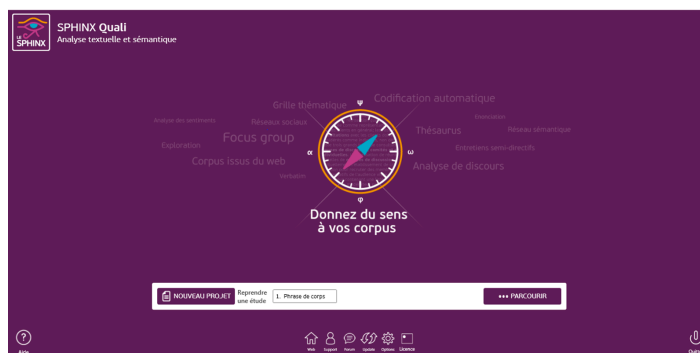 LE
SPHINX
SPHINX Quali
Analyse textuelle et sémantique
Codification automatique
Grille thématique
φ
Analyse des sentiments
Réseaux sociaux
Thésaurus
Réseau sémantique
Focus group
Exploration
α
ω
Entretiens semi-directifs
Corpus issus du web
Analyse de discours
Verbatim
φ
Donnez du sens
à vos corpus
NOUVEAU PROJET
Reprendre
une étude
1. Phrase de corps
••• PARCOURIR
?
Aide
Web
Support
Forum
Update
Options
Licence